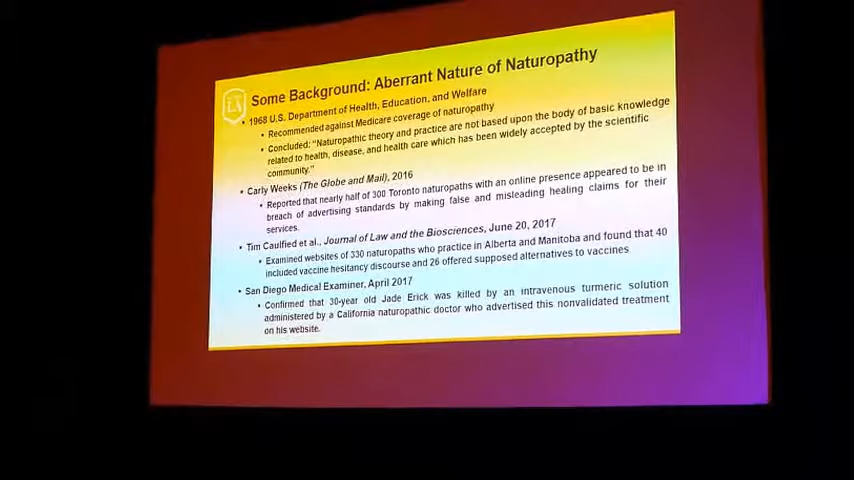 LA
Some Background: Aberrant Nature of Naturopathy
• 1968 U.S. Department of Health, Education, and Welfare
• Recommended against Medicare coverage of naturopathy
• Concluded: "Naturopathic theory and practice are not based upon the body of basic knowledge
related to health, disease, and health care which has been widely accepted by the scientific
community."
• Carly Weeks (The Globe and Mail), 2016
• Reported that nearly half of 300 Toronto naturopaths with an online presence appeared to be in
breach of advertising standards by making false and misleading healing claims for their
services.
• Tim Caulfied et al., Journal of Law and the Biosciences, June 20, 2017
• Examined websites of 330 naturopaths who practice in Alberta and Manitoba and found that 40
included vaccine hesitancy discourse and 26 offered supposed alternatives to vaccines
• San Diego Medical Examiner, April 2017
• Confirmed that 30-year old Jade Erick was killed by an intravenous turmeric solution
administered by a California naturopathic doctor who advertised this nonvalidated treatment
on his website.